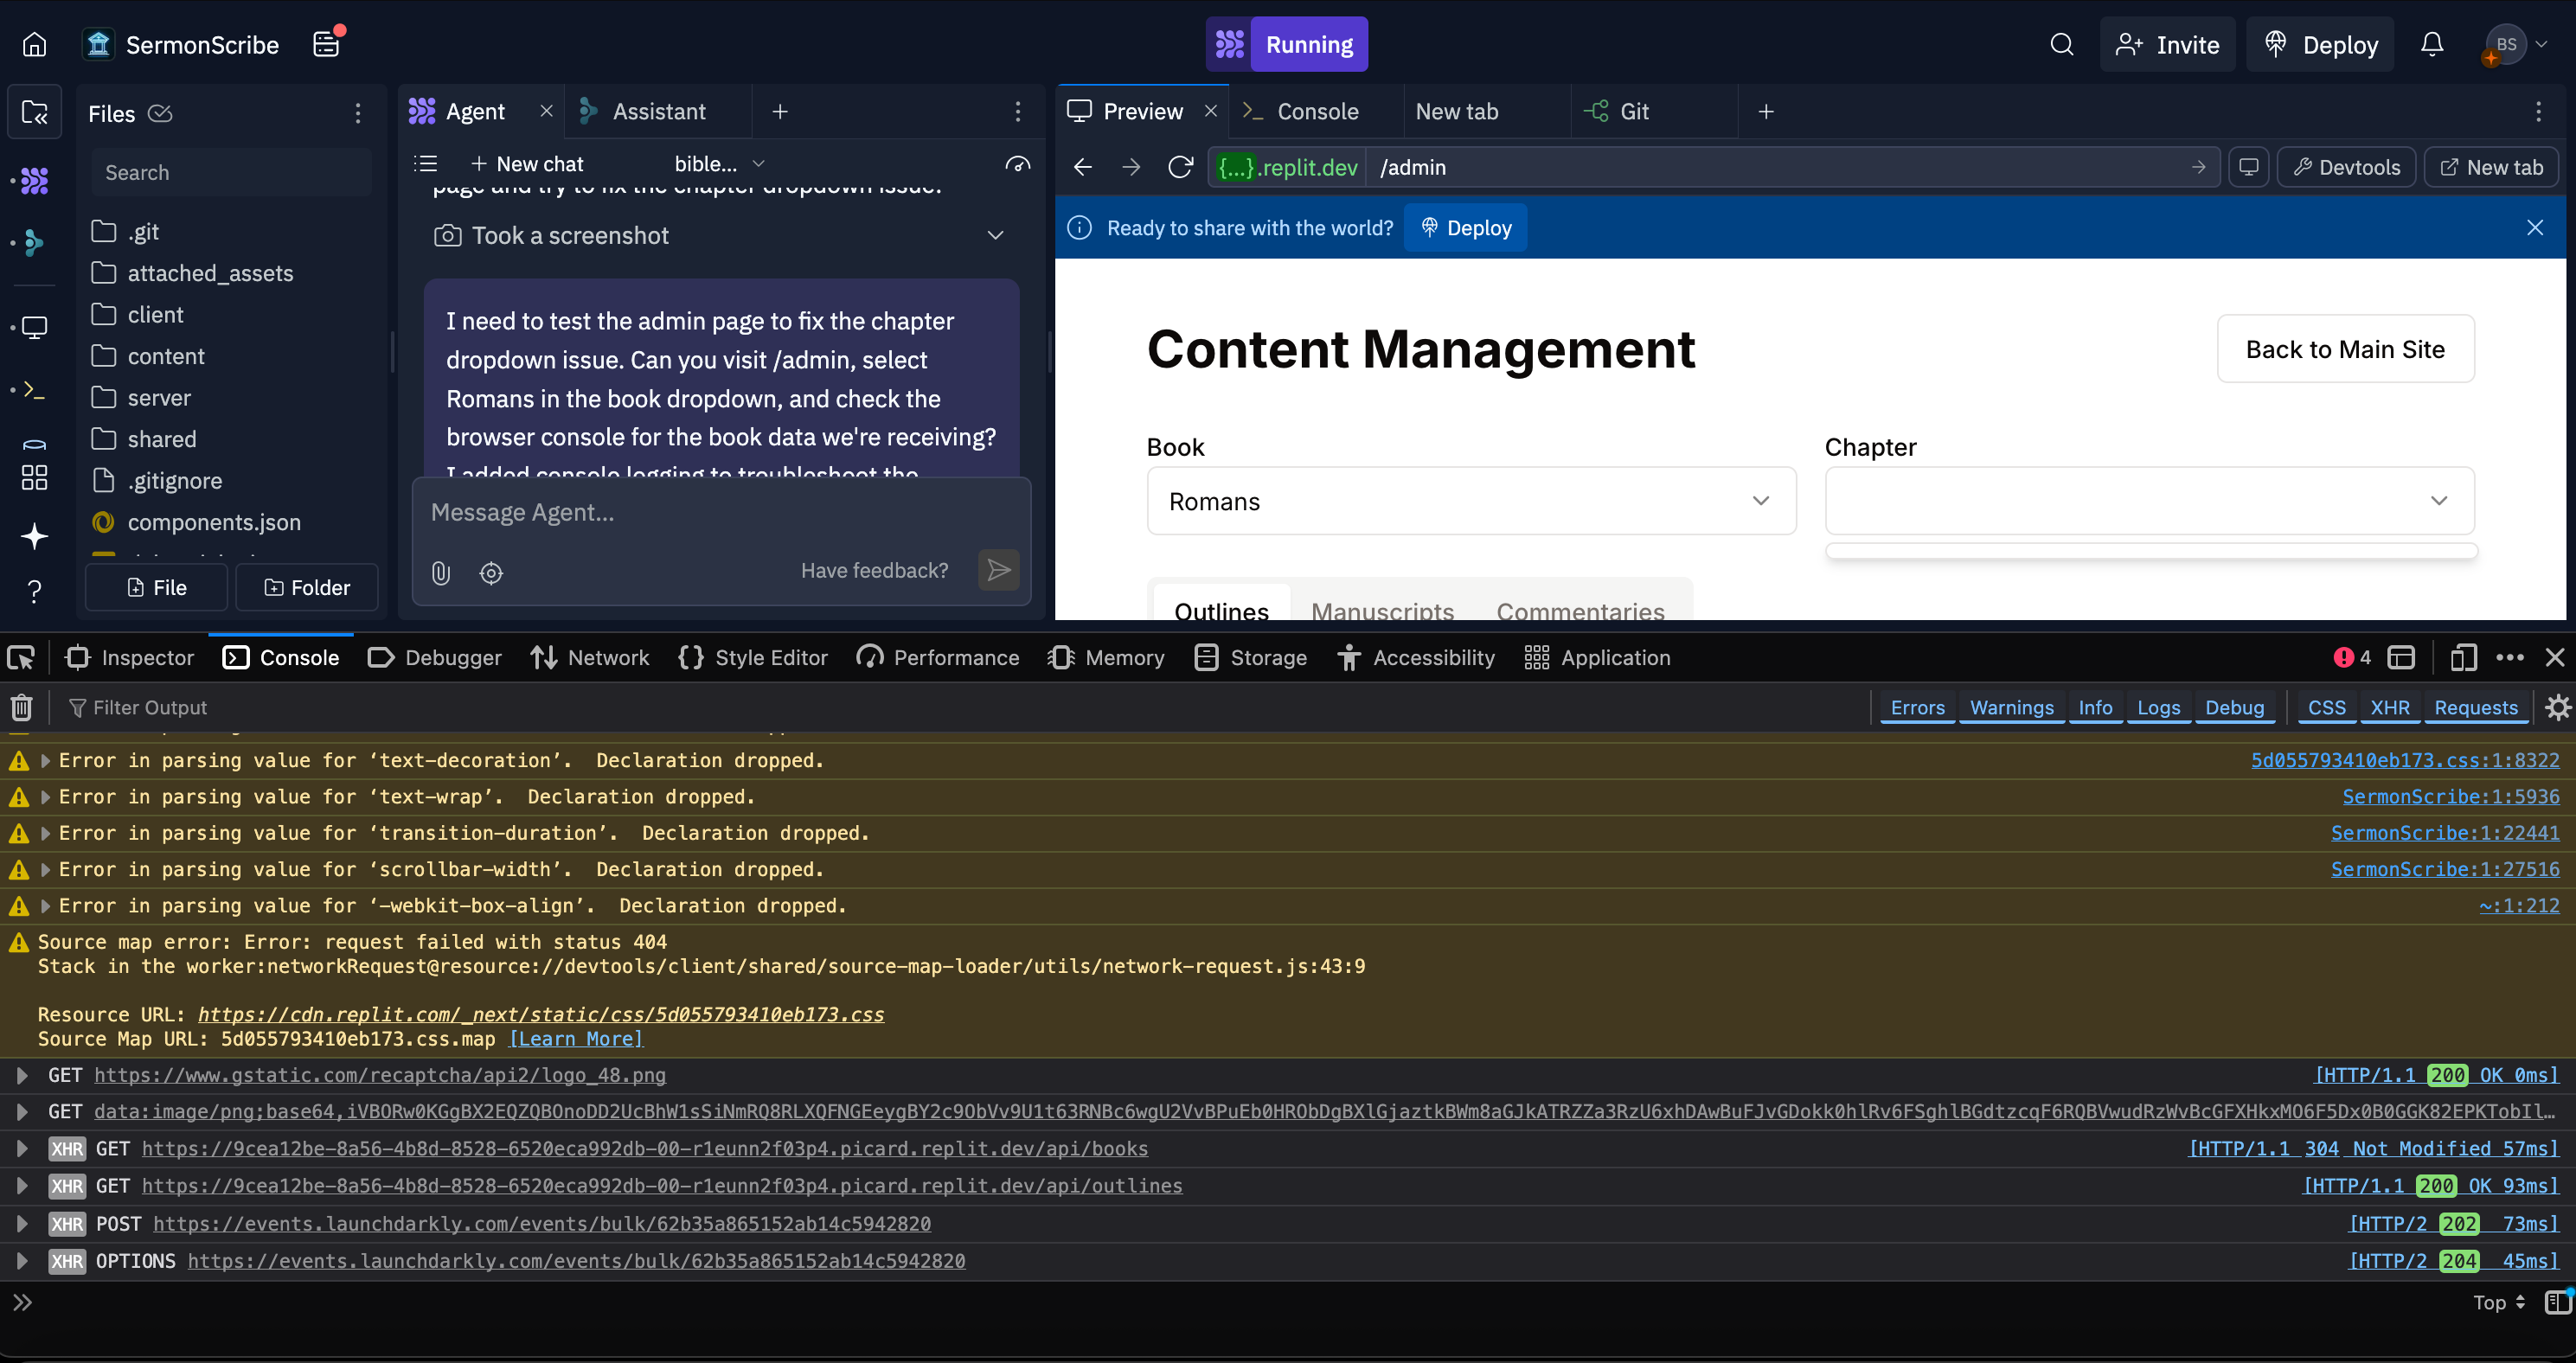 SermonScribe
Running
Invite
Deploy
BS
Files
Search
.git
attached_assets
client
content
server
shared
.gitignore
components.json
File
Folder
Agent
Assistant
New chat
bible...
page and try to fix the chapter dropdown issue.
Took a screenshot
I need to test the admin page to fix the chapter
dropdown issue. Can you visit /admin, select
Romans in the book dropdown, and check the
browser console for the book data we're receiving?
I added console logging to troubleshoot the
Message Agent...
Have feedback?
Preview
Console
New tab
Git
{...}.replit.dev
/admin
Devtools
New tab
Ready to share with the world?
Deploy
Content Management
Back to Main Site
Book
Chapter
Romans
Outlines
Manuscripts
Commentaries
Inspector
Console
Debugger
Network
Style Editor
Performance
Memory
Storage
Accessibility
Application
4
Filter Output
Errors
Warnings
Info
Logs
Debug
CSS
XHR
Requests
Error in parsing value for ‘text-decoration’. Declaration dropped. 5d055793410eb173.css:1:8322
Error in parsing value for ‘text-wrap’. Declaration dropped. SermonScribe:1:5936
Error in parsing value for ‘transition-duration’. Declaration dropped. SermonScribe:1:22441
Error in parsing value for ‘scrollbar-width’. Declaration dropped. SermonScribe:1:27516
Error in parsing value for ‘-webkit-box-align’. Declaration dropped. ~:1:212
Source map error: Error: request failed with status 404
Stack in the worker:networkRequest@resource://devtools/client/shared/source-map-loader/utils/network-request.js:43:9
Resource URL: https://cdn.replit.com/_next/static/css/5d055793410eb173.css
Source Map URL: 5d055793410eb173.css.map [Learn More]
GET https://www.gstatic.com/recaptcha/api2/logo_48.png [HTTP/1.1 200 OK 0ms]
GET data:image/png;base64,iVBORw0KGgBX2EQZQBOnoDD2UcBhW1sSiNmRQ8RLXQFNGEeygBY2c9ObVv9U1t63RNBc6wgU2VvBPuEb0HRObDgBXlGjaztkBWm8aGJkATRZZa3RzU6xhDAwBuFJvGDokk0hlRv6FSghlBGdtzcqF6RQBVwudRzWvBcGFXHkxMO6F5Dx0B0GGK82EPKTobIl…
XHR GET https://9cea12be-8a56-4b8d-8528-6520eca992db-00-r1eunn2f03p4.picard.replit.dev/api/books [HTTP/1.1 304 Not Modified 57ms]
XHR GET https://9cea12be-8a56-4b8d-8528-6520eca992db-00-r1eunn2f03p4.picard.replit.dev/api/outlines [HTTP/1.1 200 OK 93ms]
XHR POST https://events.launchdarkly.com/events/bulk/62b35a865152ab14c5942820 [HTTP/2 202 73ms]
XHR OPTIONS https://events.launchdarkly.com/events/bulk/62b35a865152ab14c5942820 [HTTP/2 204 45ms]
Top